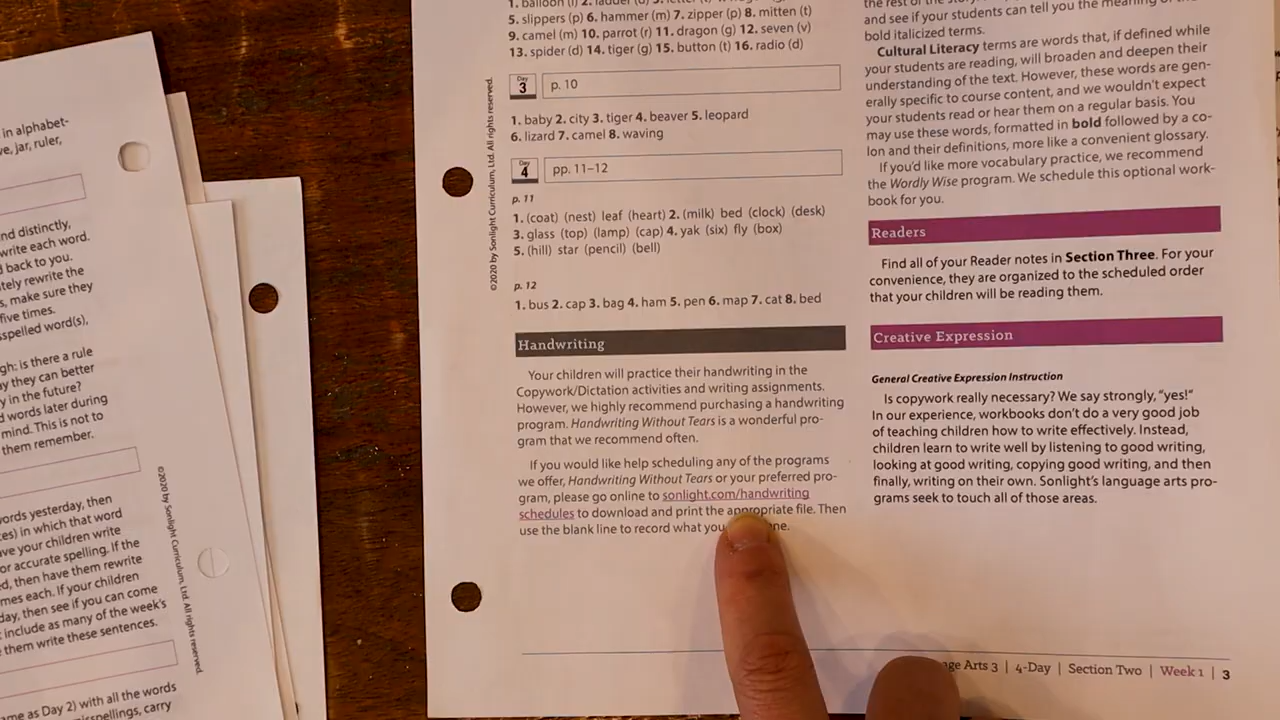 in alphabet-
ve, jar, ruler,
nd distinctly,
write each word.
back to you.
tely rewrite the
s, make sure they
five times.
sspelled word(s),
gh: is there a rule
ay they can better
y in the future?
d words later during
mind. This is not to
them remember.
©2020 by Sonlight Curriculum, Ltd. All rights reserved.
words yesterday, then
ces) in which that word
ave your children write
or accurate spelling. If the
ed, then have them rewrite
mes each. If your children
day, then see if you can come
include as many of the week's
them write these sentences.
ame as Day 2) with all the words
isspellings, carry
5. slippers (p) 6. hammer (m) 7. zipper (p) 8. mitten (t)
9. camel (m) 10. parrot (r) 11. dragon (g) 12. seven (v)
13. spider (d) 14. tiger (g) 15. button (t) 16. radio (d)
Day 3
p. 10
1. baby 2. city 3. tiger 4. beaver 5. leopard
6. lizard 7. camel 8. waving
Day 4
pp. 11–12
p. 11
1. (coat) (nest) leaf (heart) 2. (milk) bed (clock) (desk)
3. glass (top) (lamp) (cap) 4. yak (six) fly (box)
5. (hill) star (pencil) (bell)
p. 12
1. bus 2. cap 3. bag 4. ham 5. pen 6. map 7. cat 8. bed
©2020 by Sonlight Curriculum, Ltd. All rights reserved.
Handwriting
Your children will practice their handwriting in the
Copywork/Dictation activities and writing assignments.
However, we highly recommend purchasing a handwriting
program. Handwriting Without Tears is a wonderful pro-
gram that we recommend often.
If you would like help scheduling any of the programs
we offer, Handwriting Without Tears or your preferred pro-
gram, please go online to sonlight.com/handwriting
schedules to download and print the appropriate file. Then
use the blank line to record what you
and see if your students can tell you the meaning of
bold italicized terms.
Cultural Literacy terms are words that, if defined while
your students are reading, will broaden and deepen their
understanding of the text. However, these words are gen-
erally specific to course content, and we wouldn't expect
your students read or hear them on a regular basis. You
may use these words, formatted in bold followed by a co-
lon and their definitions, more like a convenient glossary.
If you'd like more vocabulary practice, we recommend
the Wordly Wise program. We schedule this optional work-
book for you.
Readers
Find all of your Reader notes in Section Three. For your
convenience, they are organized to the scheduled order
that your children will be reading them.
Creative Expression
General Creative Expression Instruction
Is copywork really necessary? We say strongly, "yes!"
In our experience, workbooks don't do a very good job
of teaching children how to write effectively. Instead,
children learn to write well by listening to good writing,
looking at good writing, copying good writing, and then
finally, writing on their own. Sonlight's language arts pro-
grams seek to touch all of those areas.
age Arts 3 | 4-Day | Section Two | Week 1 | 3